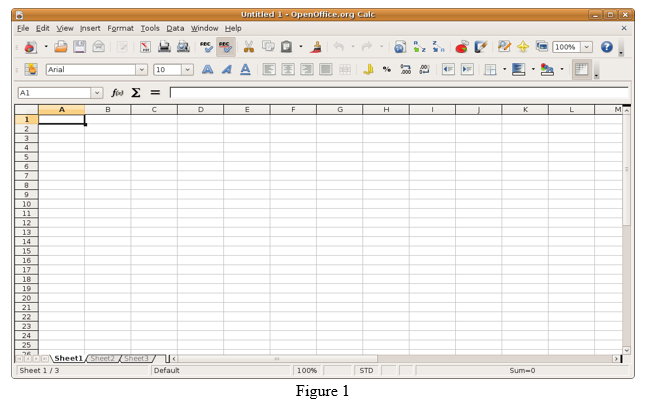 Untitled 1 - OpenOffice.org Calc
File Edit View Insert Format Tools Data Window Help
ABC ABC 100%
Arial 10
A1 f(x) Σ =
A B C D E F G H I J K L M
1
2
3
4
5
6
7
8
9
10
11
12
13
14
15
16
17
18
19
20
21
22
23
24
25
26
Sheet1 Sheet2 Sheet3
Sheet 1 / 3 Default 100% STD Sum=0
Figure 1